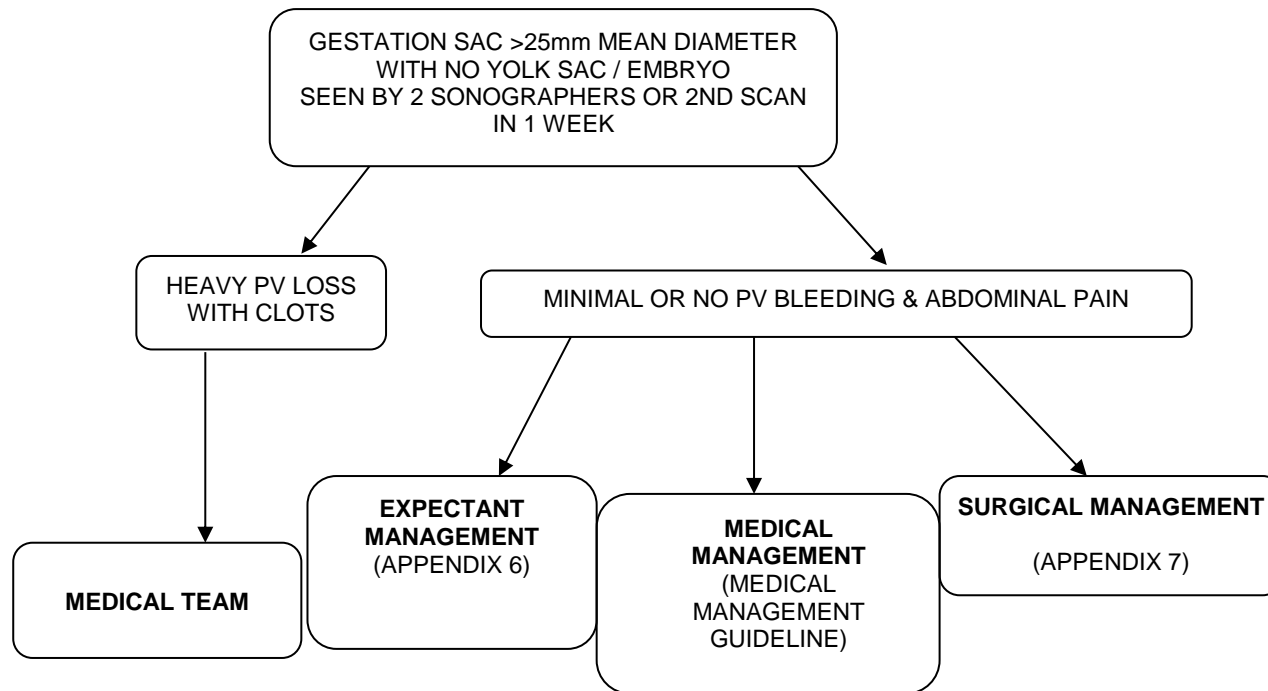 GESTATION SAC >25mm MEAN DIAMETER
WITH NO YOLK SAC / EMBRYO
SEEN BY 2 SONOGRAPHERS OR 2ND SCAN
IN 1 WEEK
HEAVY PV LOSS
WITH CLOTS
MINIMAL OR NO PV BLEEDING & ABDOMINAL PAIN
MEDICAL TEAM
EXPECTANT
MANAGEMENT
(APPENDIX 6)
MEDICAL
MANAGEMENT
(MEDICAL
MANAGEMENT
GUIDELINE)
SURGICAL MANAGEMENT
(APPENDIX 7)